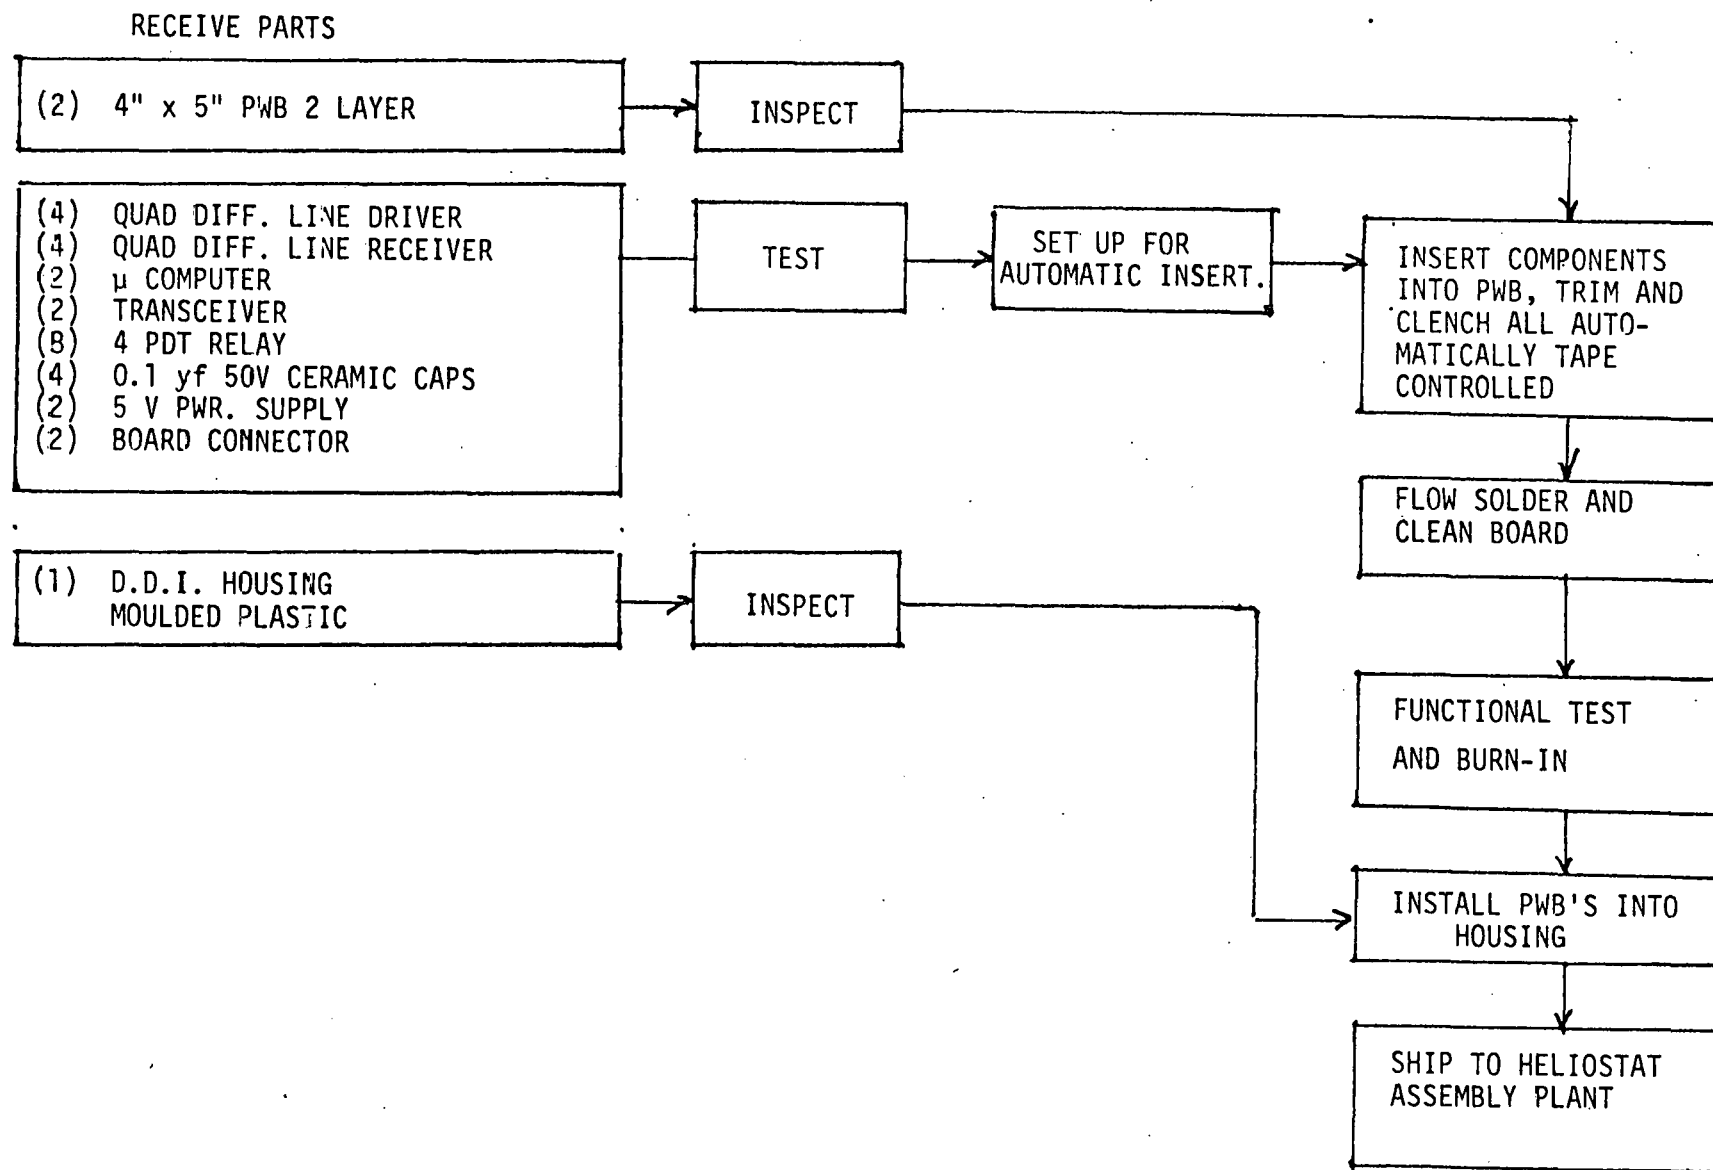 RECEIVE PARTS
(2) 4" x 5" PWB 2 LAYER
INSPECT
(4) QUAD DIFF. LINE DRIVER
(4) QUAD DIFF. LINE RECEIVER
(2) μ COMPUTER
(2) TRANSCEIVER
(8) 4 PDT RELAY
(4) 0.1 yf 50V CERAMIC CAPS
(2) 5 V PWR. SUPPLY
(2) BOARD CONNECTOR
TEST
SET UP FOR
AUTOMATIC INSERT.
INSERT COMPONENTS
INTO PWB, TRIM AND
CLENCH ALL AUTO-
MATICALLY TAPE
CONTROLLED
FLOW SOLDER AND
CLEAN BOARD
(1) D.D.I. HOUSING
MOULDED PLASTIC
INSPECT
FUNCTIONAL TEST
AND BURN-IN
INSTALL PWB'S INTO
HOUSING
SHIP TO HELIOSTAT
ASSEMBLY PLANT